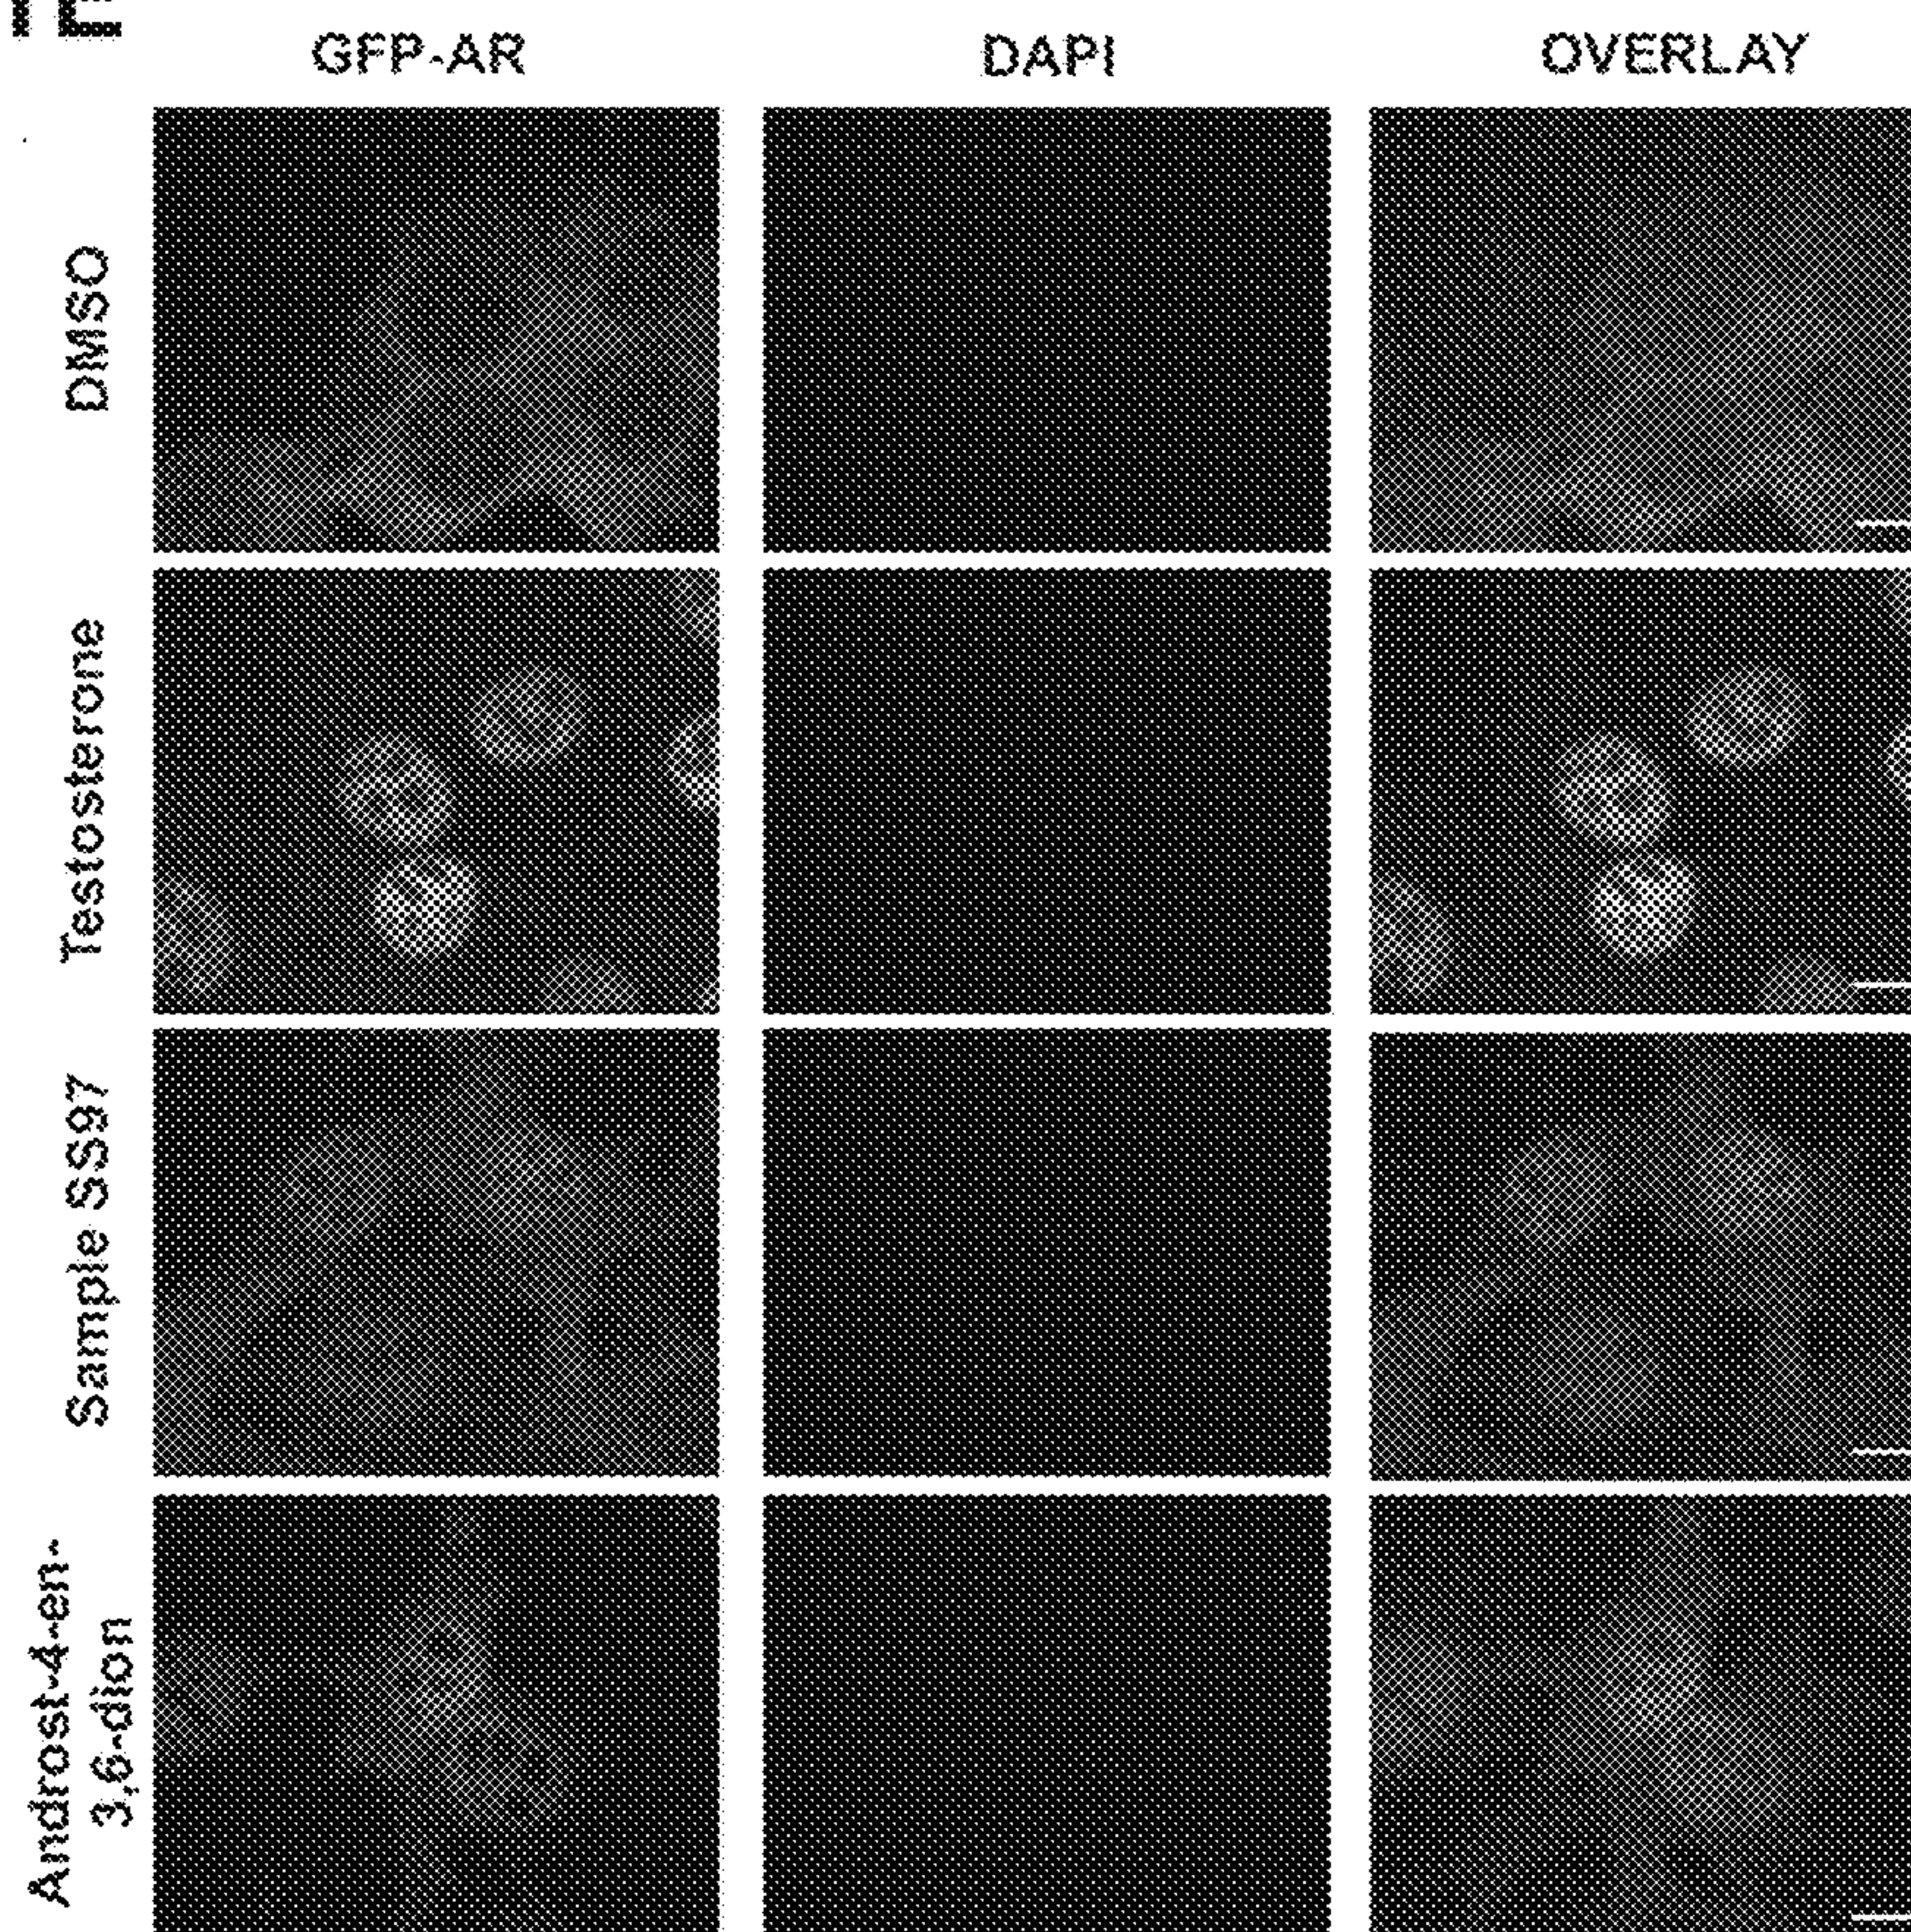 GFP-AR DAPI OVERLAY
DMSO
Testosterone
Sample SS97
Androst-4-en-
3,6-dion